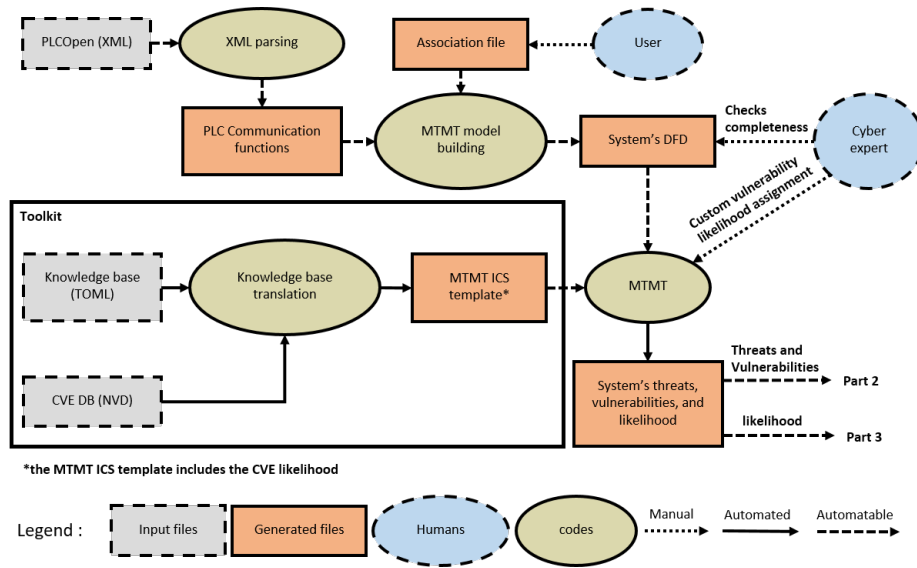 PLCOpen (XML)
XML parsing
Association file
User
PLC Communication
functions
MTMT model
building
System's DFD
Checks
completeness
Cyber
expert
Custom vulnerability
likelihood assignment
Toolkit
Knowledge base
(TOML)
Knowledge base
translation
MTMT ICS
template*
MTMT
CVE DB (NVD)
System's threats,
vulnerabilities, and
likelihood
Threats and
Vulnerabilities
Part 2
likelihood
Part 3
*the MTMT ICS template includes the CVE likelihood
Legend :
Input files
Generated files
Humans
codes
Manual
Automated
Automatable